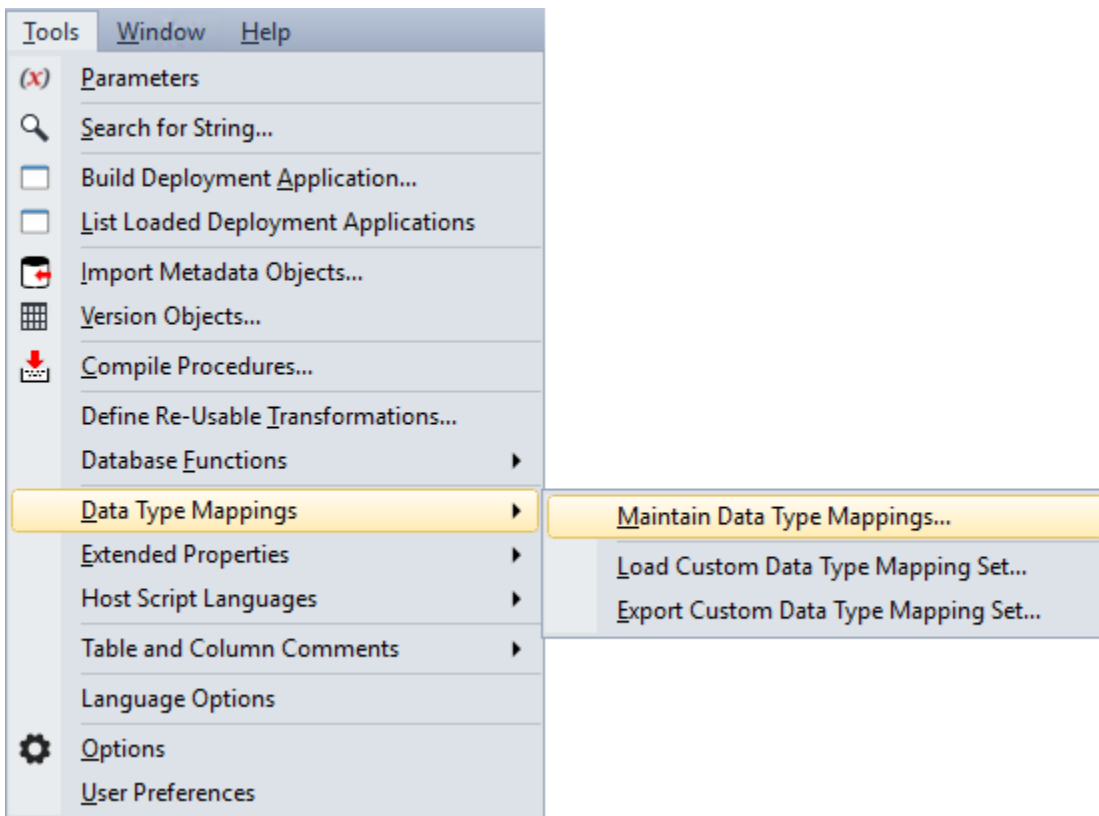 Tools Window Help
(x) Parameters
Search for String...
Build Deployment Application...
List Loaded Deployment Applications
Import Metadata Objects...
Version Objects...
Compile Procedures...
Define Re-Usable Transformations...
Database Functions
Data Type Mappings
Maintain Data Type Mappings...
Extended Properties
Load Custom Data Type Mapping Set...
Host Script Languages
Export Custom Data Type Mapping Set...
Table and Column Comments
Language Options
Options
User Preferences